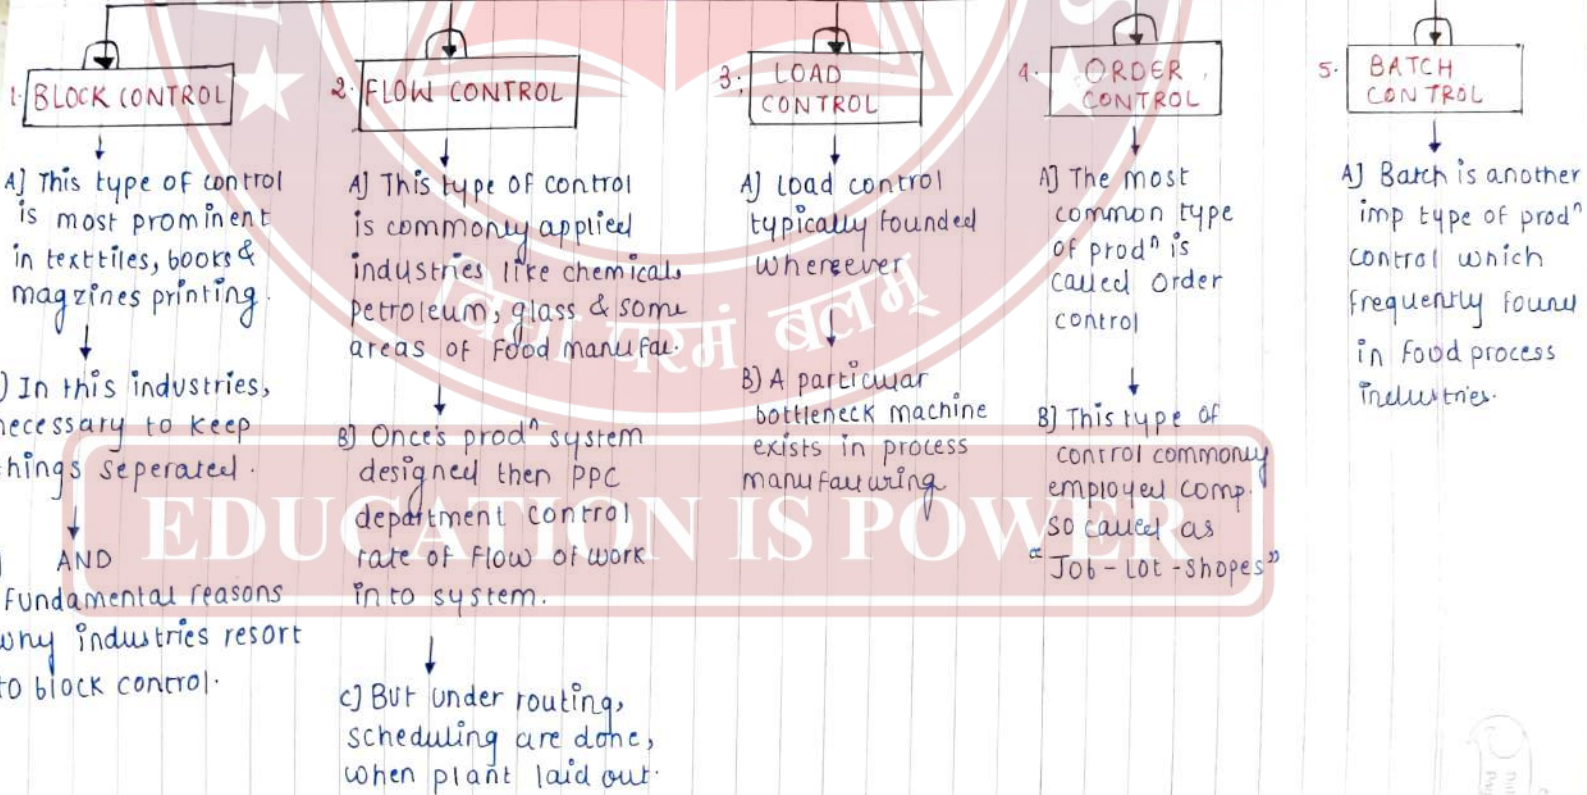 1. BLOCK CONTROL
A] This type of control
is most prominent
in texttiles, books &
magzines printing.
) In this industries,
necessary to keep
hings seperated.
AND
Fundamental reasons
why industries resort
to block control.
2. FLOW CONTROL
A] This type of control
is commonly applied
industries like chemicals
petroleum, glass & some
areas of food manufac.
B] Once's prodⁿ system
designed then PPC
department control
rate of flow of work
into system.
C] But under routing,
scheduling are done,
when plant laid out.
3. LOAD
CONTROL
A] Load control
typically founded
whereever
B) A particular
bottleneck machine
exists in process
manufacturing
4. ORDER
CONTROL
A] The most
common type
of prodⁿ is
called order
control
B] This type of
control commonly
employed comp.
so called as
"Job-Lot-shopes"
5. BATCH
CONTROL
A] Batch is another
imp type of prodⁿ
control which
frequently found
in food process
industries.
विद्या परमं बलम्
EDUCATION IS POWER